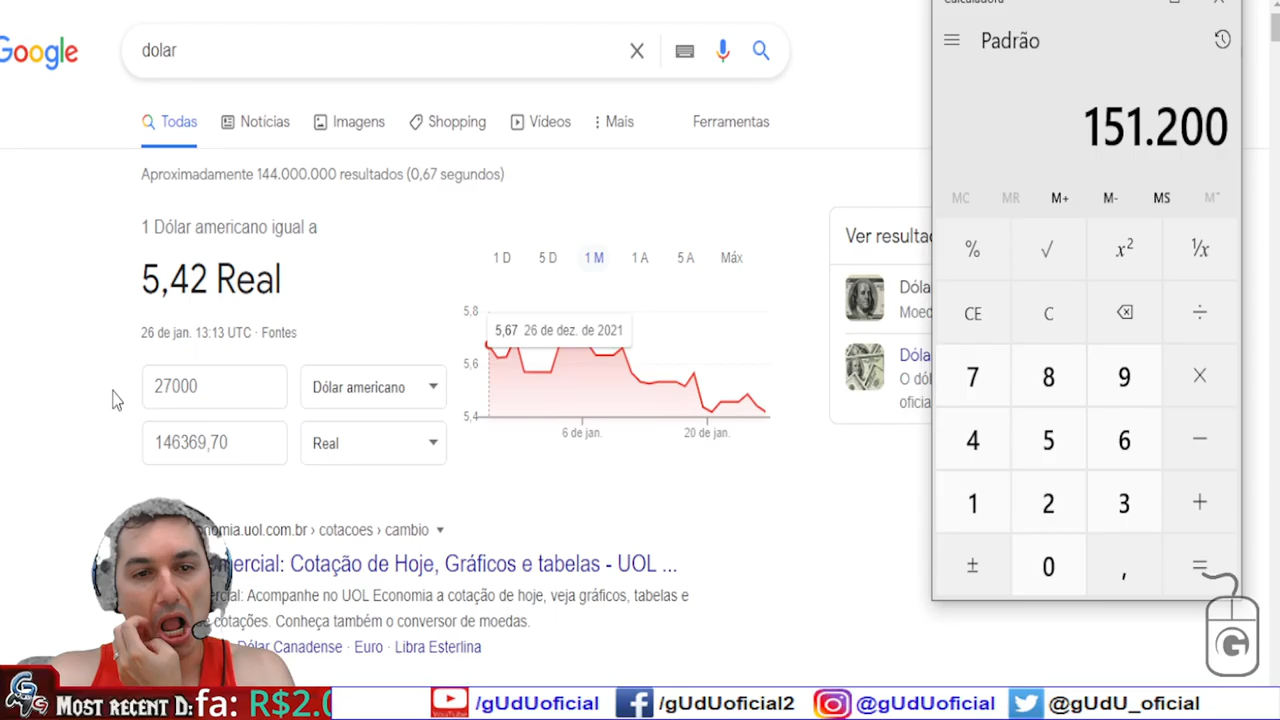 Google
dolar
Todas
Notícias
Imagens
Shopping
Vídeos
Mais
Ferramentas
Aproximadamente 144.000.000 resultados (0,67 segundos)
1 Dólar americano igual a
5,42 Real
26 de jan. 13:13 UTC · Fontes
27000
Dólar americano
146369,70
Real
1 D
5 D
1 M
1 A
5 A
Máx
5.8
5.6
5.4
5,67 26 de dez. de 2021
6 de jan.
20 de jan.
Ver resulta
Dóla
Moed
Dóla
O dól
oficia
nomia.uol.com.br › cotacoes › cambio
mercial: Cotação de Hoje, Gráficos e tabelas - UOL ...
cial: Acompanhe no UOL Economia a cotação de hoje, veja gráficos, tabelas e
cotações. Conheça também o conversor de moedas.
Dólar Canadense · Euro · Libra Esterlina
Calculadora
Padrão
151.200
MC MR M+ M- MS M˅
% √ x² ¹/x
CE C ÷
7 8 9 ×
4 5 6 −
1 2 3 +
± 0 , =
G
MOST RECENT D: fa: R$2.0
YouTube
/gUdUoficial
/gUdUoficial2
@gUdUoficial
@gUdU_oficial